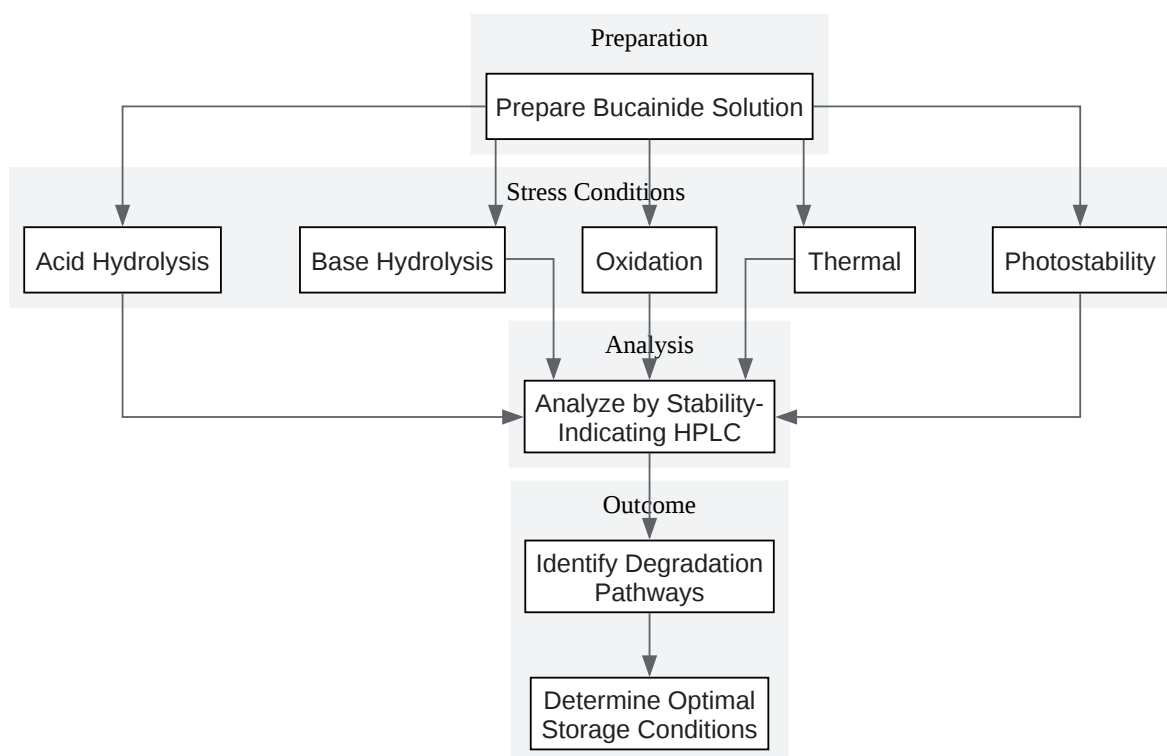 Preparation
Prepare Bucainide Solution
Stress Conditions
Acid Hydrolysis
Base Hydrolysis
Oxidation
Thermal
Photostability
Analysis
Analyze by Stability-
Indicating HPLC
Outcome
Identify Degradation
Pathways
Determine Optimal
Storage Conditions